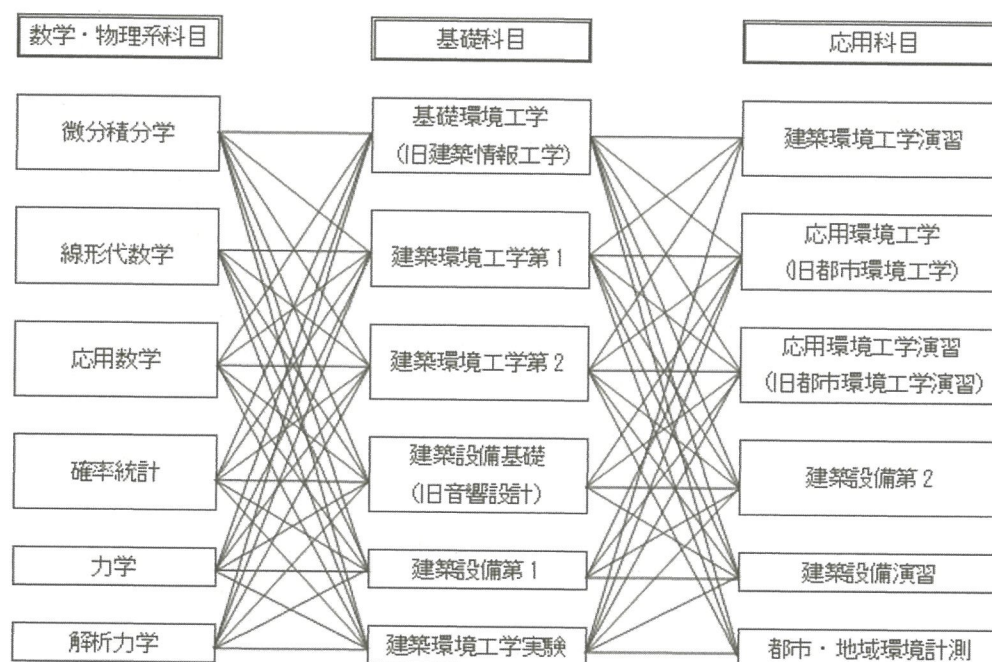 数学・物理系科目
基礎科目
応用科目
微分積分学
線形代数学
応用数学
確率統計
力学
解析力学
基礎環境工学
(旧建築情報工学)
建築環境工学第1
建築環境工学第2
建築設備基礎
(旧音響設計)
建築設備第1
建築環境工学実験
建築環境工学演習
応用環境工学
(旧都市環境工学)
応用環境工学演習
(旧都市環境工学演習)
建築設備第2
建築設備演習
都市・地域環境計測